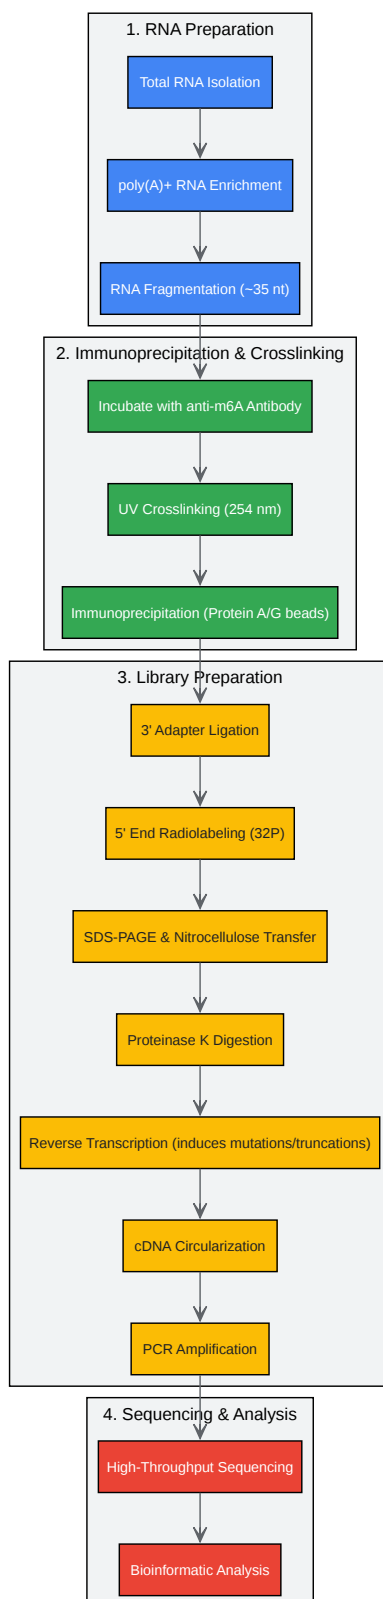 1. RNA Preparation
Total RNA Isolation
poly(A)+ RNA Enrichment
RNA Fragmentation (~35 nt)
2. Immunoprecipitation & Crosslinking
Incubate with anti-m6A Antibody
UV Crosslinking (254 nm)
Immunoprecipitation (Protein A/G beads)
3. Library Preparation
3' Adapter Ligation
5' End Radiolabeling (32P)
SDS-PAGE & Nitrocellulose Transfer
Proteinase K Digestion
Reverse Transcription (induces mutations/truncations)
cDNA Circularization
PCR Amplification
4. Sequencing & Analysis
High-Throughput Sequencing
Bioinformatic Analysis